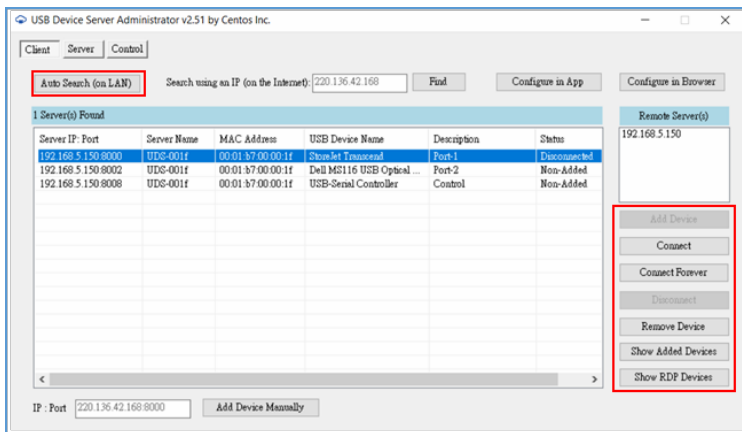 USB Device Server Administrator v2.51 by Centos Inc.
Client Server Control
Auto Search (on LAN) Search using an IP (on the Internet): 220.136.42.168 Find Configure in App Configure in Browser
1 Server(s) Found Remote Server(s)
Server IP: Port Server Name MAC Address USB Device Name Description Status 192.168.5.150
192.168.5.150:8000 UDS-001f 00:01:b7:00:00:1f StoreJet Transcend Port-1 Disconnected
192.168.5.150:8002 UDS-001f 00:01:b7:00:00:1f Dell MS116 USB Optical ... Port-2 Non-Added
192.168.5.150:8008 UDS-001f 00:01:b7:00:00:1f USB-Serial Controller Control Non-Added
Add Device
Connect
Connect Forever
Disconnect
Remove Device
Show Added Devices
Show RDP Devices
IP : Port 220.136.42.168:8000 Add Device Manually